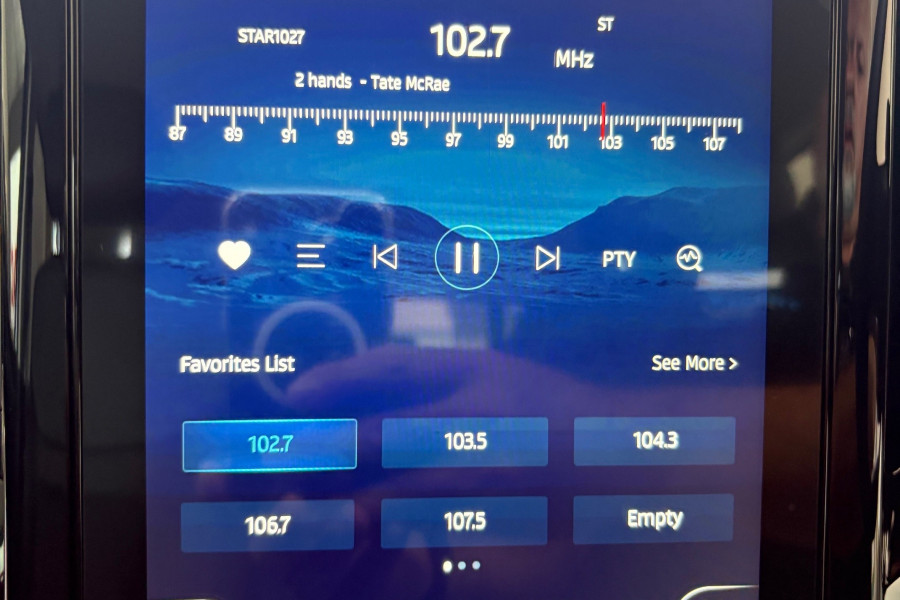 STAR1027 102.7 ST
MHz
2 hands - Tate McRae
87 89 91 93 95 97 99 101 103 105 107
PTY
Favorites List See More >
102.7 103.5 104.3
106.7 107.5 Empty